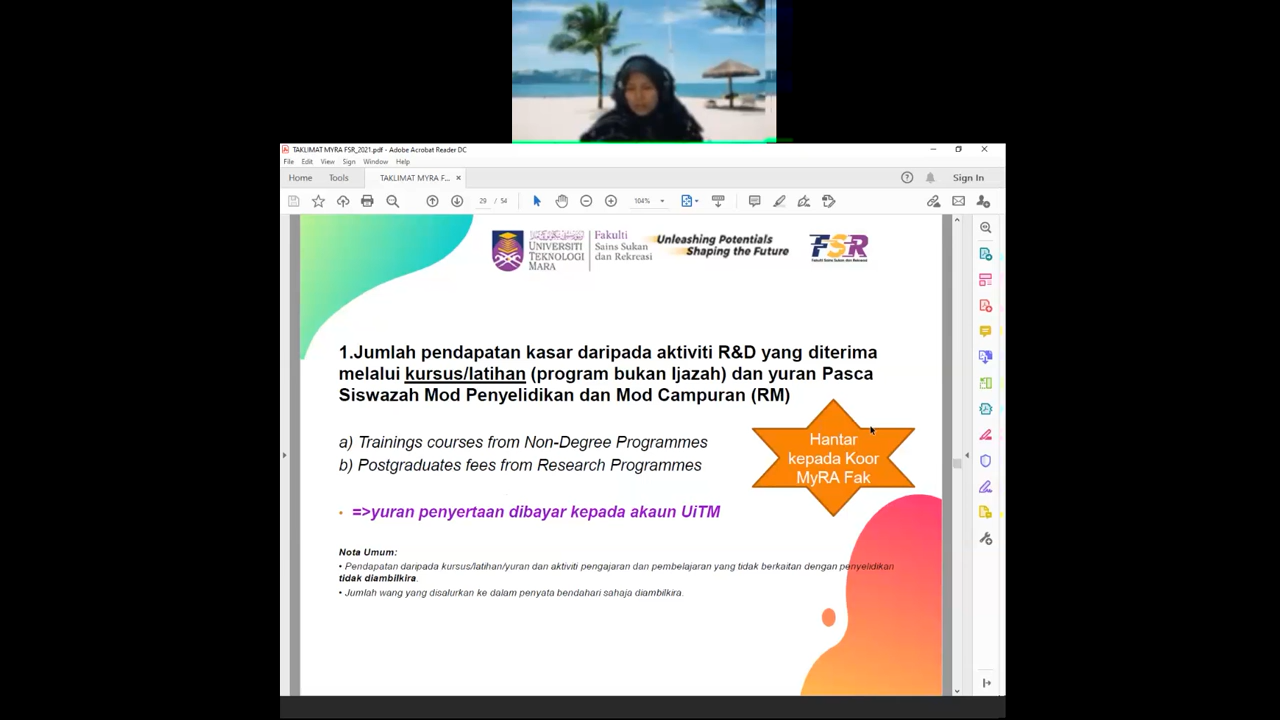 TAKLIMAT MYRA FSR_2021.pdf - Adobe Acrobat Reader DC
File Edit View Sign Window Help
Home Tools TAKLIMAT MYRA F... × Sign In
29 / 54 104%
UNIVERSITI
TEKNOLOGI
MARA
Fakulti
Sains Sukan
dan Rekreasi
Unleashing Potentials
Shaping the Future
FSR
Fakulti Sains Sukan dan Rekreasi
1.Jumlah pendapatan kasar daripada aktiviti R&D yang diterima
melalui kursus/latihan (program bukan Ijazah) dan yuran Pasca
Siswazah Mod Penyelidikan dan Mod Campuran (RM)
a) Trainings courses from Non-Degree Programmes
b) Postgraduates fees from Research Programmes
Hantar
kepada Koor
MyRA Fak
• =>yuran penyertaan dibayar kepada akaun UiTM
Nota Umum:
• Pendapatan daripada kursus/latihan/yuran dan aktiviti pengajaran dan pembelajaran yang tidak berkaitan dengan penyelidikan
tidak diambilkira.
• Jumlah wang yang disalurkan ke dalam penyata bendahari sahaja diambilkira.